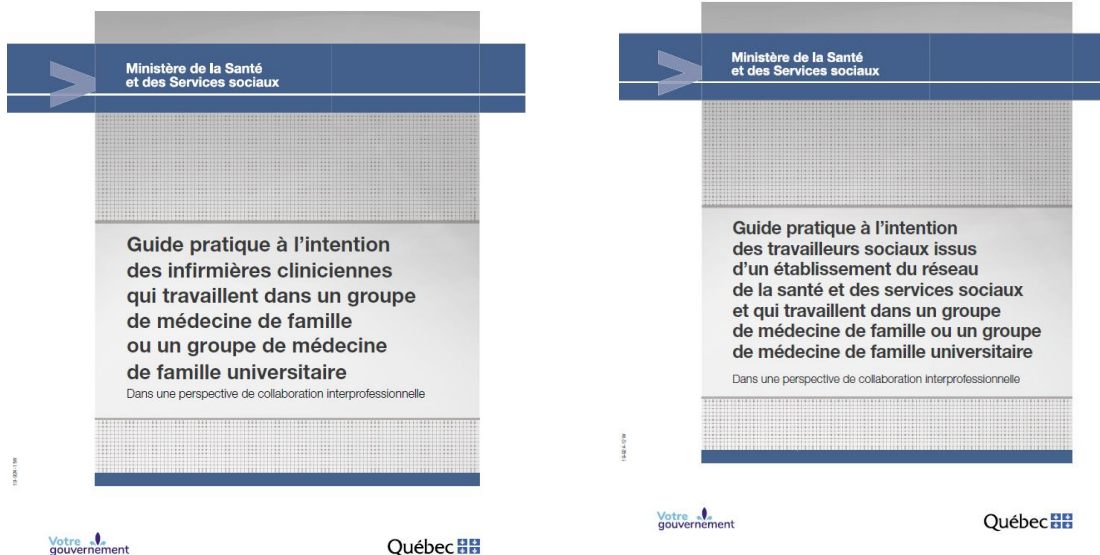 Ministère de la Santé
et des Services sociaux
Guide pratique à l'intention
des infirmières cliniciennes
qui travaillent dans un groupe
de médecine de famille
ou un groupe de médecine
de famille universitaire
Dans une perspective de collaboration interprofessionnelle
Votre
gouvernement
Québec
Ministère de la Santé
et des Services sociaux
Guide pratique à l'intention
des travailleurs sociaux issus
d'un établissement du réseau
de la santé et des services sociaux
et qui travaillent dans un groupe
de médecine de famille ou un groupe
de médecine de famille universitaire
Dans une perspective de collaboration interprofessionnelle
Votre
gouvernement
Québec